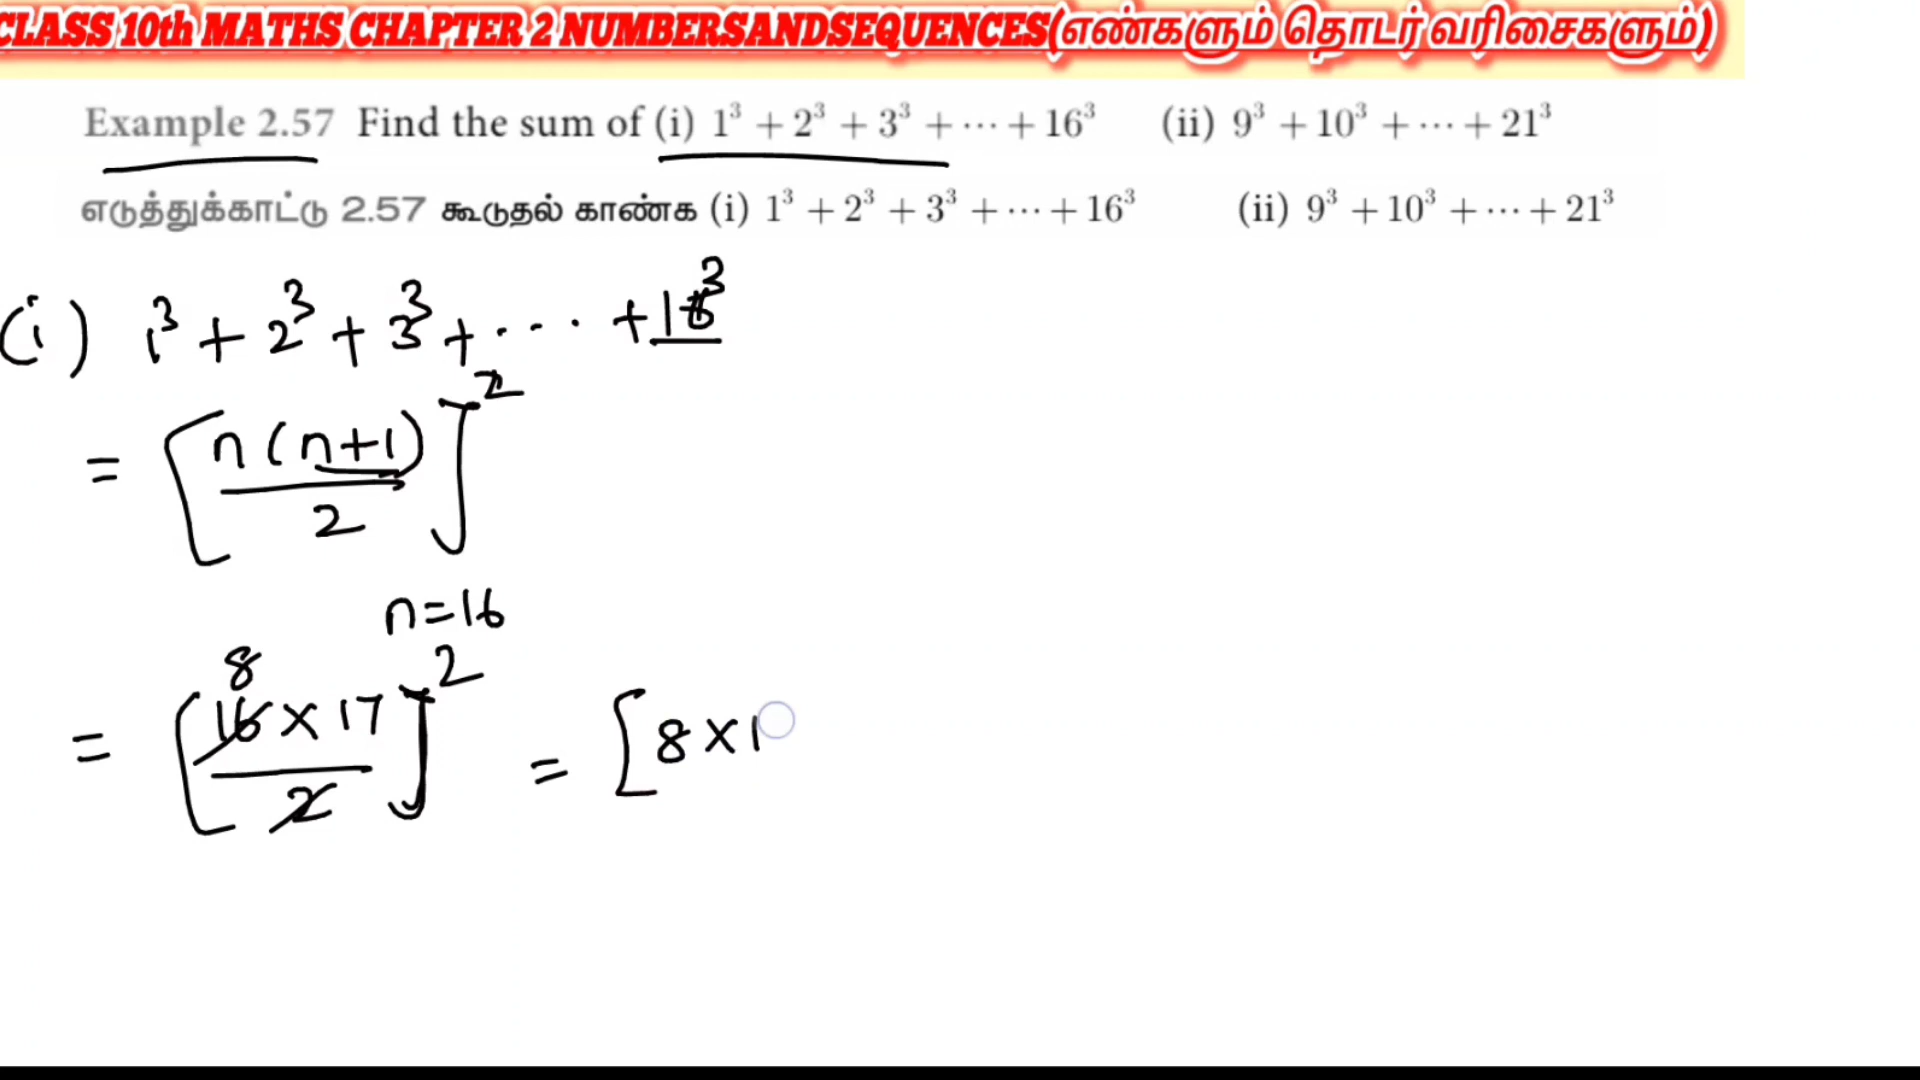 CLASS 10th MATHS CHAPTER 2 NUMBERSANDSEQUENCES(எண்களும் தொடர் வரிசைகளும்)
Example 2.57 Find the sum of (i) 1³ + 2³ + 3³ + ⋯ + 16³ (ii) 9³ + 10³ + ⋯ + 21³
எடுத்துக்காட்டு 2.57 கூடுதல் காண்க (i) 1³ + 2³ + 3³ + ⋯ + 16³ (ii) 9³ + 10³ + ⋯ + 21³
(i) 1³ + 2³ + 3³ + ⋯ + 16³
= [n(n+1)/2]²
n=16
8
= [16 × 17/2]² = [8 × 1